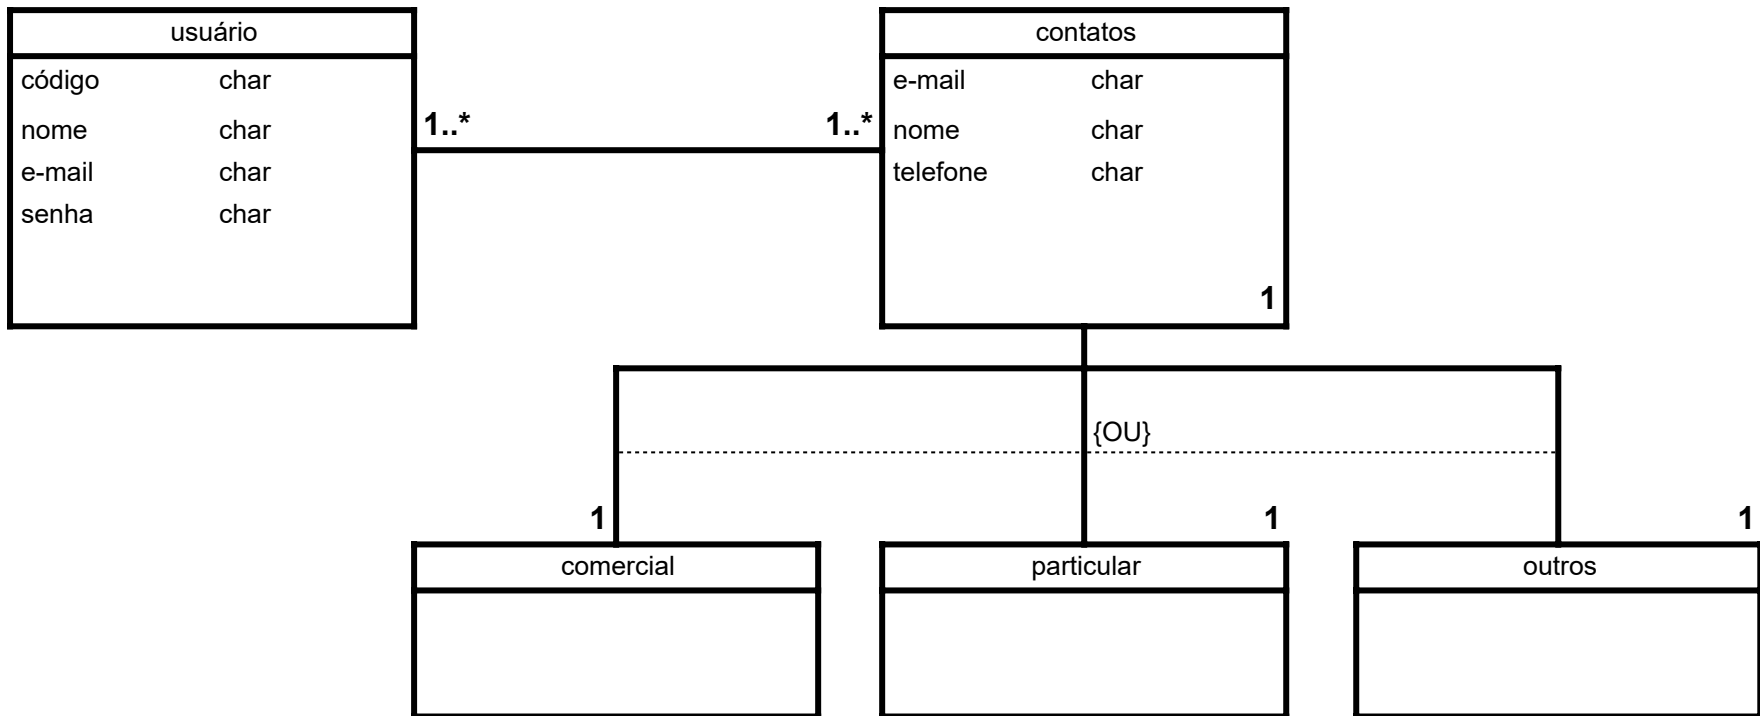 usuário
código char
nome char
e-mail char
senha char
1..*
1..*
contatos
e-mail char
nome char
telefone char
1
{OU}
1
1
1
comercial
particular
outros